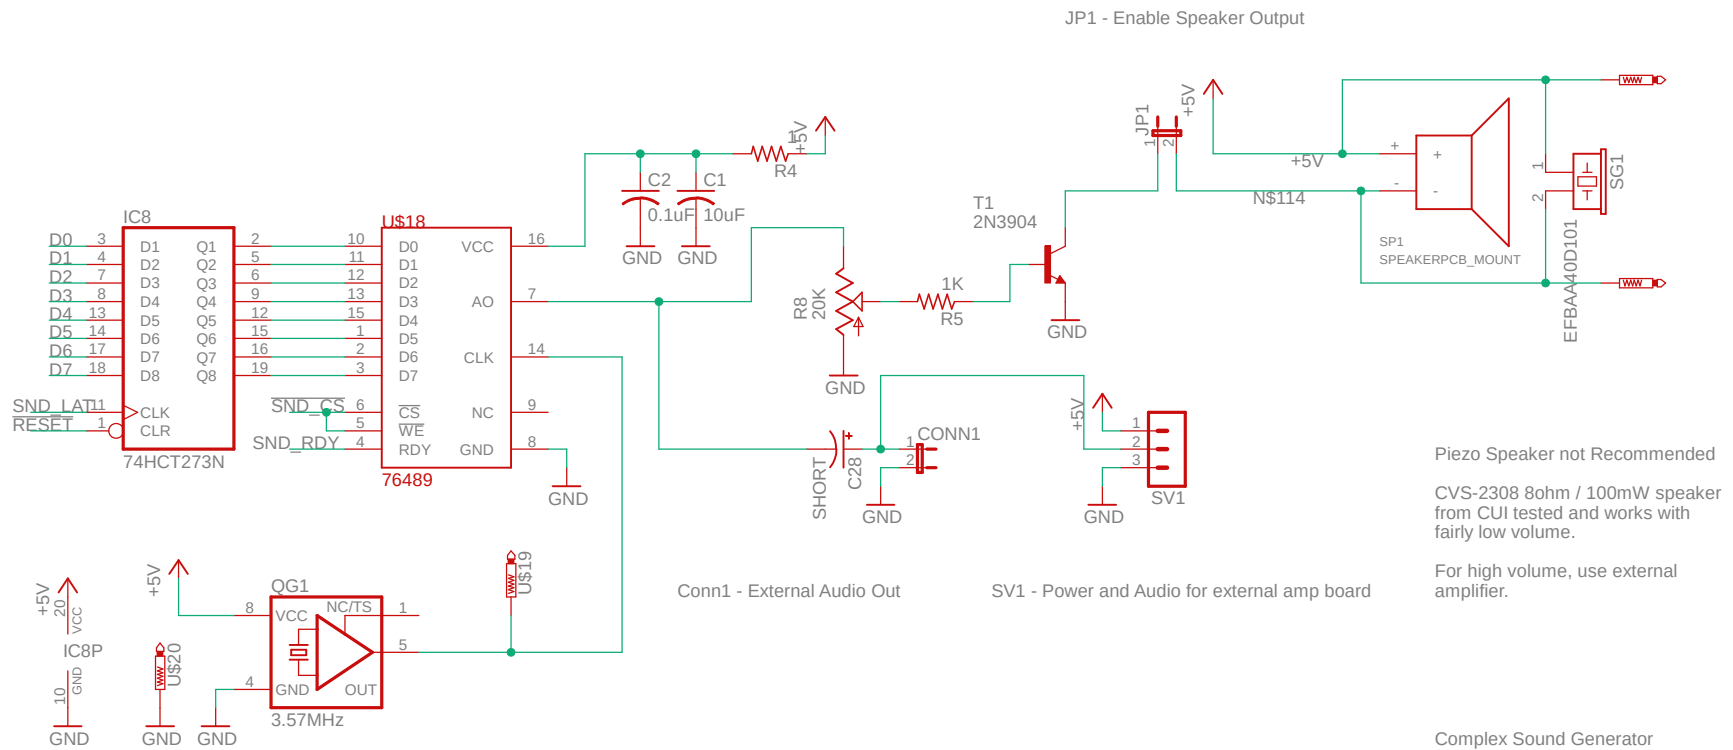 JP1 - Enable Speaker Output
+5V
1
R4
C2
0.1uF
C1
10uF
GND
GND
JP1
1
2
+5V
+5V
N$114
+
-
+
-
SP1
SPEAKERPCB_MOUNT
1
2
SG1
EFBAA40D101
IC8
D0 3 D1 Q1 2
D1 4 D2 Q2 5
D2 7 D3 Q3 6
D3 8 D4 Q4 9
D4 13 D5 Q5 12
D5 14 D6 Q6 15
D6 17 D7 Q7 16
D7 18 D8 Q8 19
SND_LAT 11 CLK
RESET 1 CLR
74HCT273N
U$18
10 D0 VCC 16
11 D1
12 D2
13 D3 AO 7
15 D4
1 D5
2 D6 CLK 14
3 D7
SND_CS 6 CS NC 9
5 WE
SND_RDY 4 RDY GND 8
76489
GND
R8
20K
GND
1K
R5
T1
2N3904
GND
SHORT
C28
CONN1
1
2
GND
+5V
1
2
3
SV1
GND
Piezo Speaker not Recommended
CVS-2308 8ohm / 100mW speaker
from CUI tested and works with
fairly low volume.
For high volume, use external
amplifier.
Conn1 - External Audio Out
SV1 - Power and Audio for external amp board
+5V
20
VCC
IC8P
10
GND
GND
U$20
GND
+5V
QG1
8 VCC NC/TS 1
5
4 GND OUT
3.57MHz
GND
U$19
Complex Sound Generator